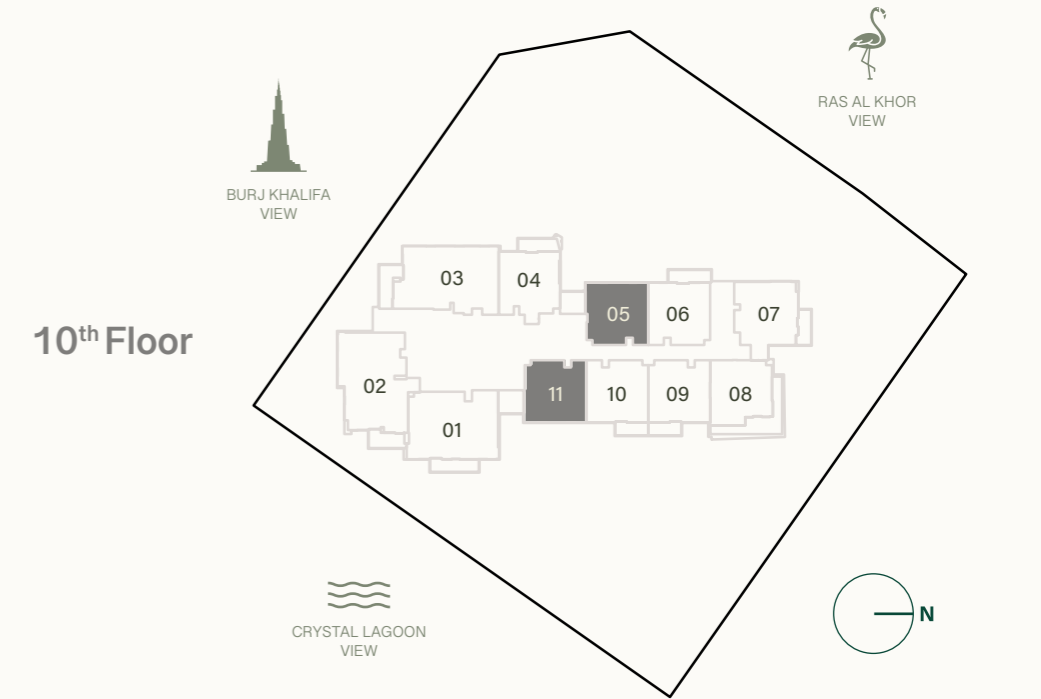 RAS AL KHOR
VIEW
BURJ KHALIFA
VIEW
10th Floor
03
04
05
06
07
02
01
11
10
09
08
CRYSTAL LAGOON
VIEW
N